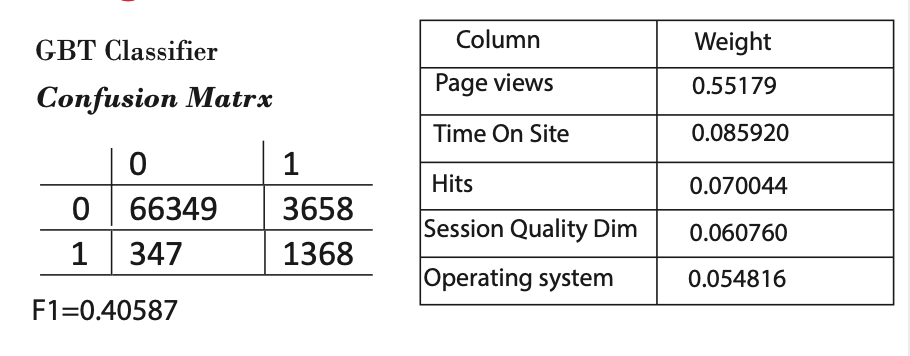 GBT Classifier
Confusion Matrx
0 1
0 66349 3658
1 347 1368
F1=0.40587
Column Weight
Page views 0.55179
Time On Site 0.085920
Hits 0.070044
Session Quality Dim 0.060760
Operating system 0.054816